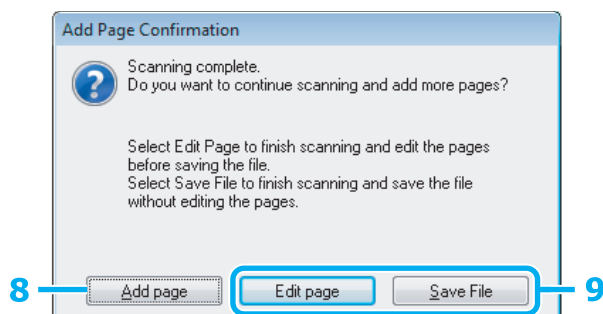 Add Page Confirmation
Scanning complete.
Do you want to continue scanning and add more pages?
Select Edit Page to finish scanning and edit the pages
before saving the file.
Select Save File to finish scanning and save the file
without editing the pages.
8 Add page Edit page Save File 9